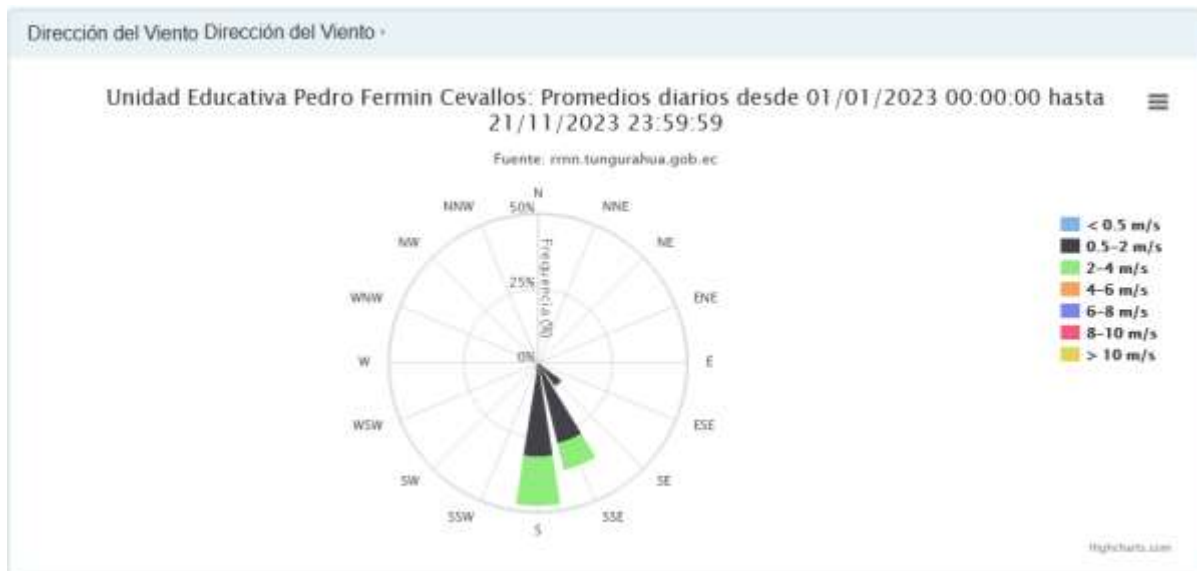 Dirección del Viento Dirección del Viento
Unidad Educativa Pedro Fermin Cevallos: Promedios diarios desde 01/01/2023 00:00:00 hasta
21/11/2023 23:59:59
Fuente: rrnn.tungurahua.gob.ec
N
NNW
50%
NNE
NW
NE
Frequencia (%)
25%
WNW
ENE
0%
W
E
WSW
ESE
SW
SE
SSW
SSE
S
< 0.5 m/s
0.5-2 m/s
2-4 m/s
4-6 m/s
6-8 m/s
8-10 m/s
> 10 m/s
Highcharts.com